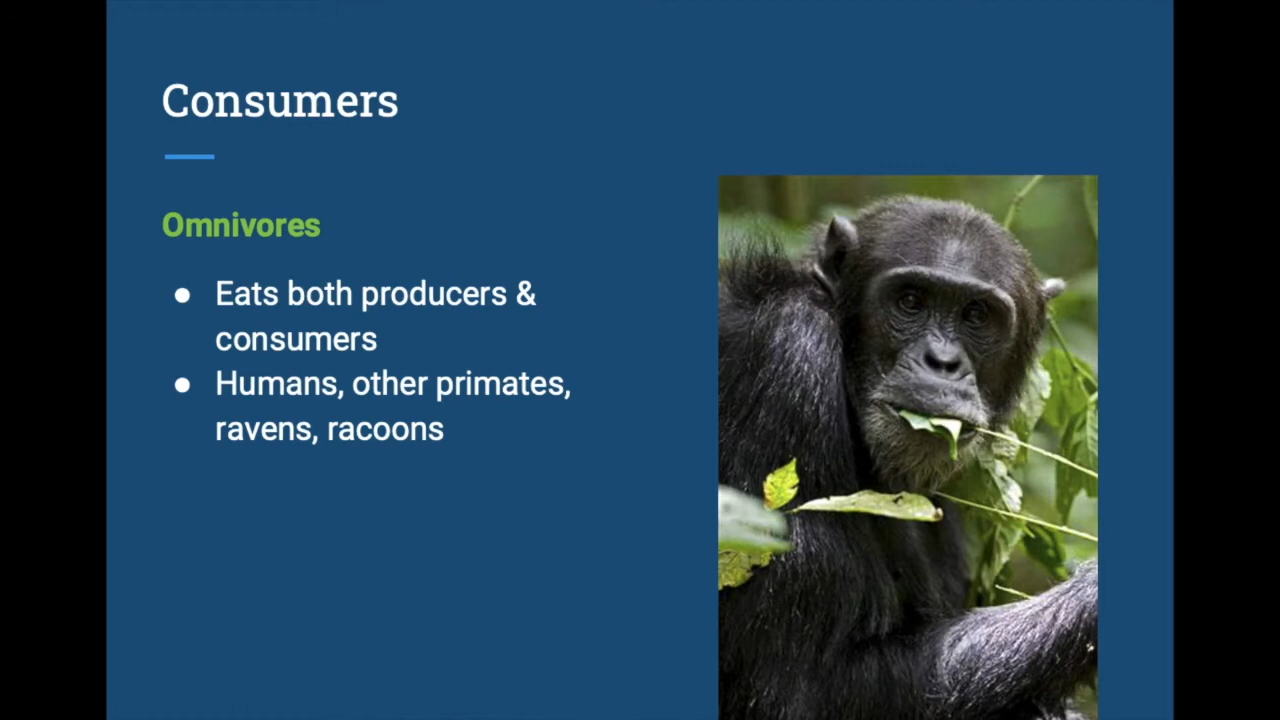 Consumers
Omnivores
● Eats both producers &
consumers
● Humans, other primates,
ravens, racoons